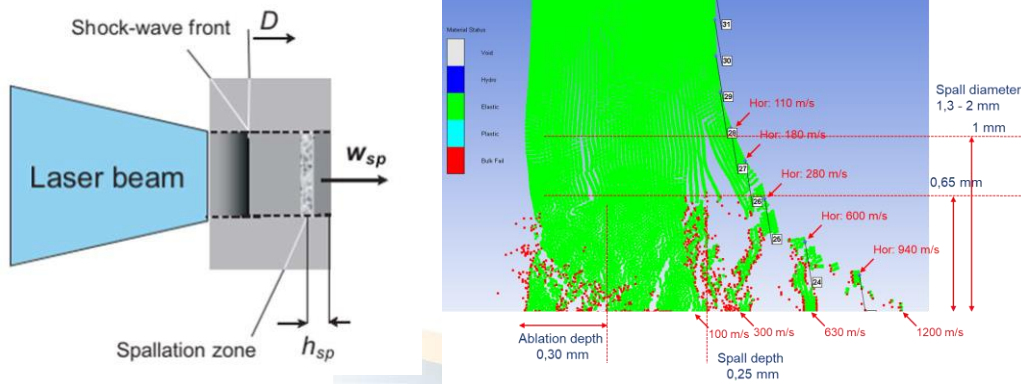 Shock-wave front
D
Laser beam
w_sp
Spallation zone
h_sp
Material Status
Void
Hydro
Elastic
Plastic
Bulk Fail
31
30
29
28
27
26
25
24
Hor: 110 m/s
Hor: 180 m/s
Hor: 280 m/s
Hor: 600 m/s
Hor: 940 m/s
Spall diameter
1,3 - 2 mm
1 mm
0,65 mm
Ablation depth
0,30 mm
100 m/s
300 m/s
630 m/s
1200 m/s
Spall depth
0,25 mm